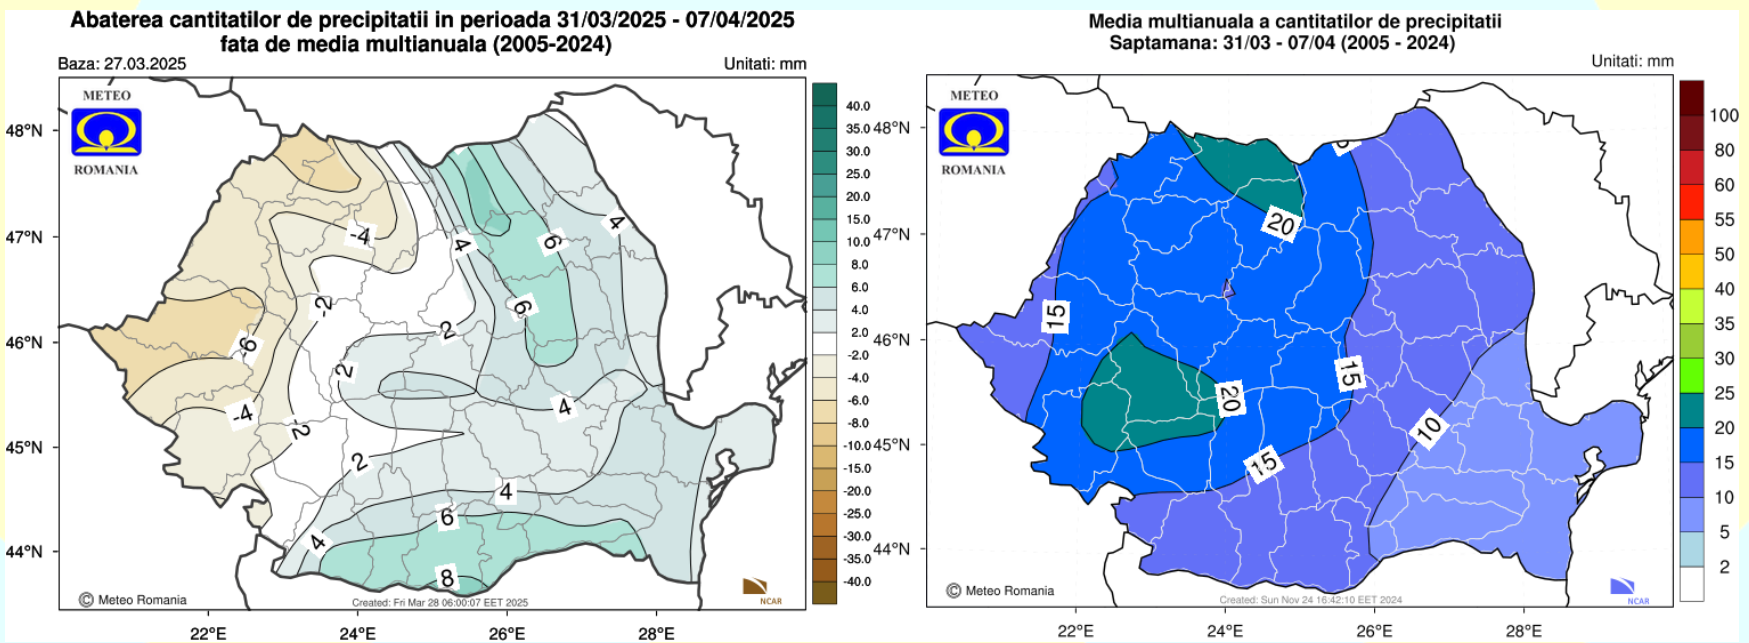 Abaterea cantitatilor de precipitatii in perioada 31/03/2025 - 07/04/2025
fata de media multianuala (2005-2024)
Baza: 27.03.2025
Unitati: mm
METEO
ROMANIA
48°N
47°N
46°N
45°N
44°N
-4
4
6
4
-2
6
2
-6
2
-4
4
-2
2
4
6
4
8
© Meteo Romania
Created: Fri Mar 28 06:00:07 EET 2025
NCAR
22°E
24°E
26°E
28°E
40.0
35.0
30.0
25.0
20.0
15.0
10.0
8.0
6.0
4.0
2.0
-2.0
-4.0
-6.0
-8.0
-10.0
-15.0
-20.0
-25.0
-30.0
-35.0
-40.0
Media multianuala a cantitatilor de precipitatii
Saptamana: 31/03 - 07/04 (2005 - 2024)
Unitati: mm
METEO
ROMANIA
48°N
47°N
46°N
45°N
44°N
20
15
15
20
10
15
© Meteo Romania
Created: Sun Nov 24 16:42:10 EET 2024
NCAR
22°E
24°E
26°E
28°E
100
80
60
55
50
40
35
30
25
20
15
10
5
2